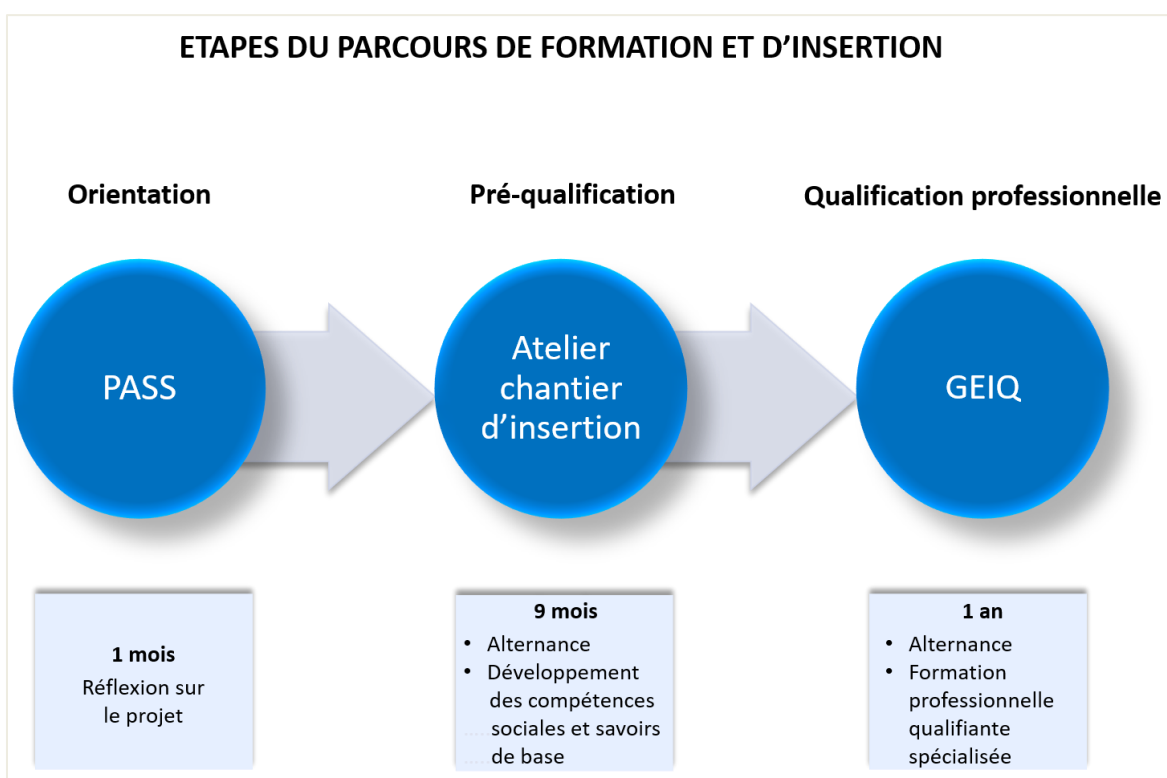 ETAPES DU PARCOURS DE FORMATION ET D’INSERTION
Orientation
Pré-qualification
Qualification professionnelle
PASS
Atelier
chantier
d’insertion
GEIQ
1 mois
Réflexion sur
le projet
9 mois
• Alternance
• Développement
des compétences
.....sociales et savoirs
.....de base
1 an
• Alternance
• Formation
professionnelle
qualifiante
spécialisée